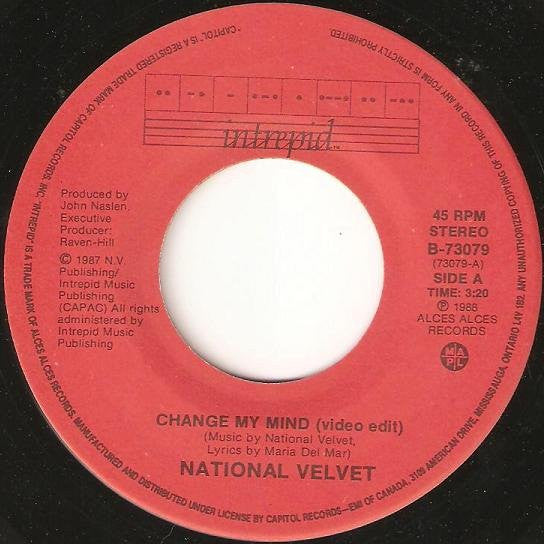 intrepid
Produced by
John Naslen
Executive
Producer:
Raven-Hill
© 1987 N.V.
Publishing/
Intrepid Music
Publishing
(CAPAC) All rights
administered by
Intrepid Music
Publishing
45 RPM
STEREO
B-73079
(73079-A)
SIDE A
TIME: 3:20
℗ 1988
ALCES ALCES
RECORDS
M A P L
CHANGE MY MIND (video edit)
(Music by National Velvet,
Lyrics by Maria Del Mar)
NATIONAL VELVET
"CAPITOL" IS A REGISTERED TRADE MARK OF CAPITOL RECORDS, INC. "INTREPID" IS A TRADE MARK OF ALCES ALCES RECORDS. MANUFACTURED AND DISTRIBUTED UNDER LICENSE BY CAPITOL RECORDS—EMI OF CANADA, 3109 AMERICAN DRIVE, MISSISSAUGA, ONTARIO L4V 1B2. ANY UNAUTHORIZED COPYING OF THIS RECORD IN ANY FORM IS STRICTLY PROHIBITED.